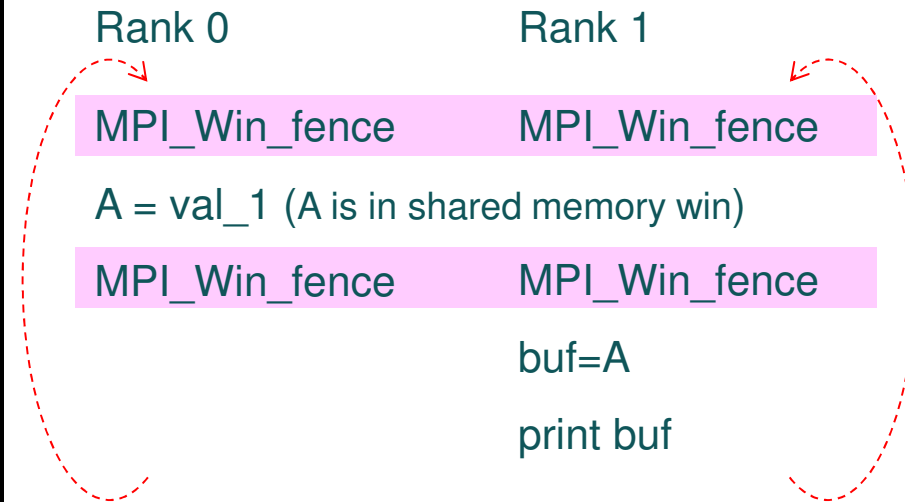 Rank 0 Rank 1
MPI_Win_fence MPI_Win_fence
A = val_1 (A is in shared memory win)
MPI_Win_fence MPI_Win_fence
buf=A
print buf